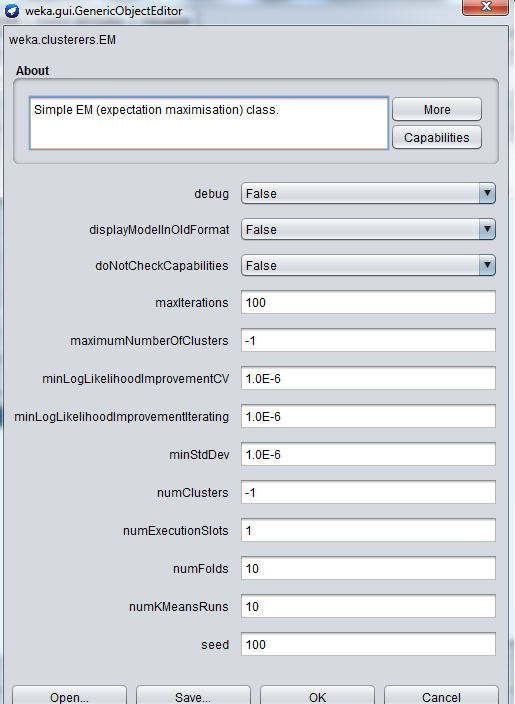 weka.gui.GenericObjectEditor
weka.clusterers.EM
About
Simple EM (expectation maximisation) class.
More
Capabilities
debug False
displayModelInOldFormat False
doNotCheckCapabilities False
maxIterations 100
maximumNumberOfClusters -1
minLogLikelihoodImprovementCV 1.0E-6
minLogLikelihoodImprovementIterating 1.0E-6
minStdDev 1.0E-6
numClusters -1
numExecutionSlots 1
numFolds 10
numKMeansRuns 10
seed 100
Open... Save... OK Cancel